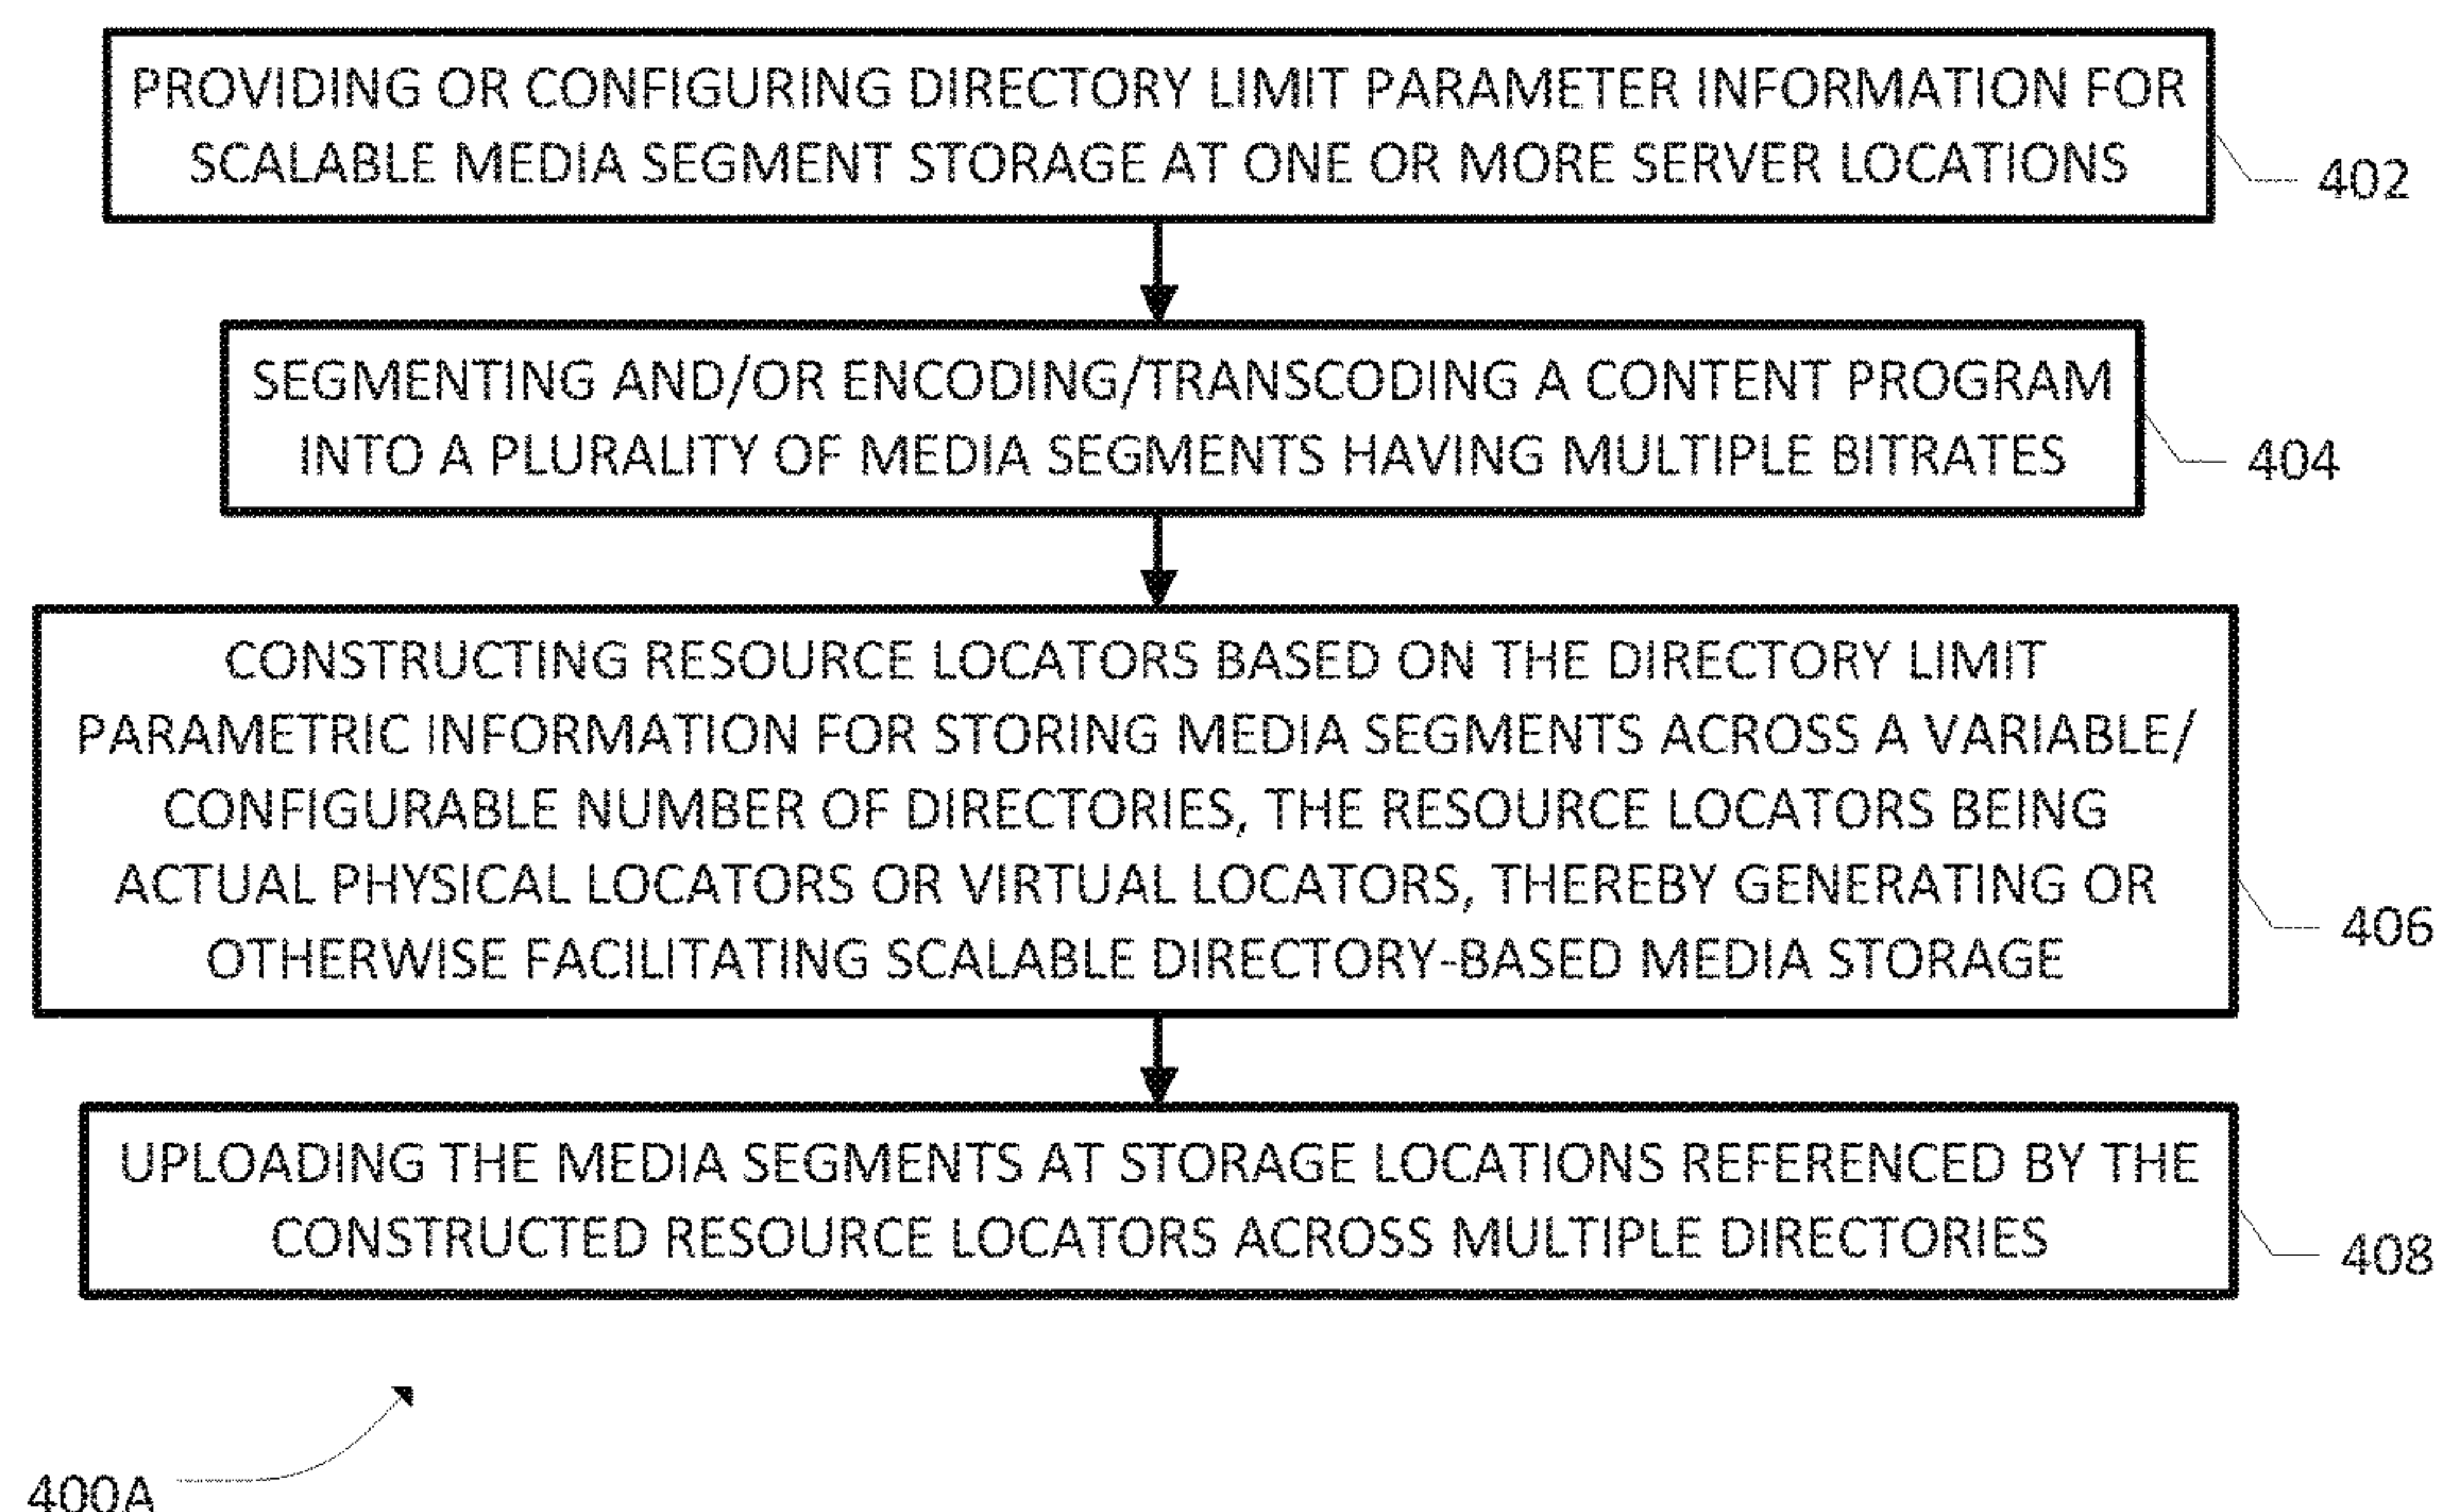 PROVIDING OR CONFIGURING DIRECTORY LIMIT PARAMETER INFORMATION FOR
SCALABLE MEDIA SEGMENT STORAGE AT ONE OR MORE SERVER LOCATIONS
402
SEGMENTING AND/OR ENCODING/TRANSCODING A CONTENT PROGRAM
INTO A PLURALITY OF MEDIA SEGMENTS HAVING MULTIPLE BITRATES
404
CONSTRUCTING RESOURCE LOCATORS BASED ON THE DIRECTORY LIMIT
PARAMETRIC INFORMATION FOR STORING MEDIA SEGMENTS ACROSS A VARIABLE/
CONFIGURABLE NUMBER OF DIRECTORIES, THE RESOURCE LOCATORS BEING
ACTUAL PHYSICAL LOCATORS OR VIRTUAL LOCATORS, THEREBY GENERATING OR
OTHERWISE FACILITATING SCALABLE DIRECTORY-BASED MEDIA STORAGE
406
UPLOADING THE MEDIA SEGMENTS AT STORAGE LOCATIONS REFERENCED BY THE
CONSTRUCTED RESOURCE LOCATORS ACROSS MULTIPLE DIRECTORIES
408
400A